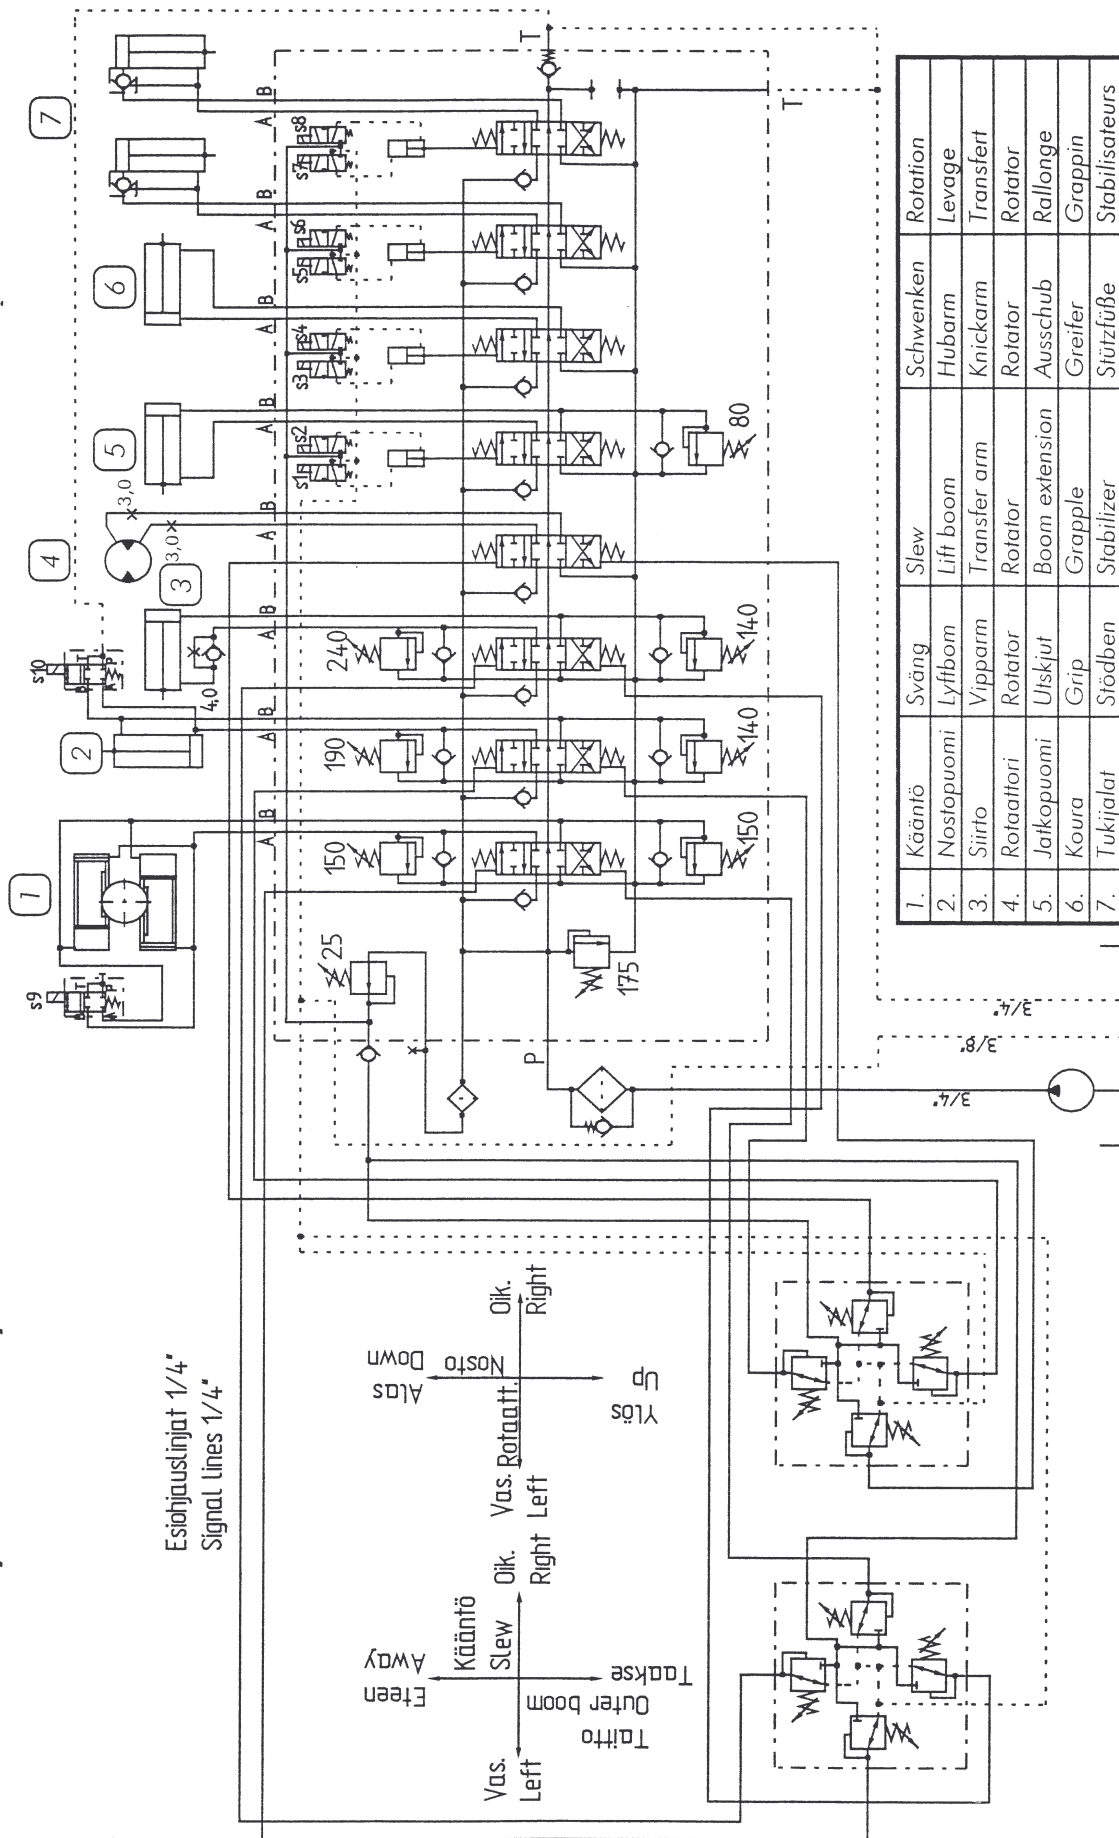 7
6
5
4
3
2
1
T
T
P
A B
A B
A B
A B
A B
A B
A B
A B
s8
s7
s6
s5
s4
s3
s2
s1
s10
s9
3,0
3,0
4,0
B T
A P
B T
A P
240
190
150
25
80
140
140
150
175
3/4"
3/8"
3/4"
Esiohjauslinjat 1/4"
Signal lines 1/4"
Alas
Down
Nosto
Oik.
Right
Vas.
Left
Rotaatt.
Ylös
Up
Eteen
Away
Kääntö
Slew
Oik.
Right
Vas.
Left
Taakse
Outer boom
Taitto
1. Kääntö Sväng Slew Schwenken Rotation
2. Nostopuomi Lyftbom Lift boom Hubarm Levage
3. Siirto Vipparm Transfer arm Knickarm Transfert
4. Rotaattori Rotator Rotator Rotator Rotator
5. Jatkopuomi Utskjut Boom extension Ausschub Rallonge
6. Koura Grip Grapple Greifer Grappin
7. Tukijalat Stödben Stabilizer Stützfüße Stabilisateurs